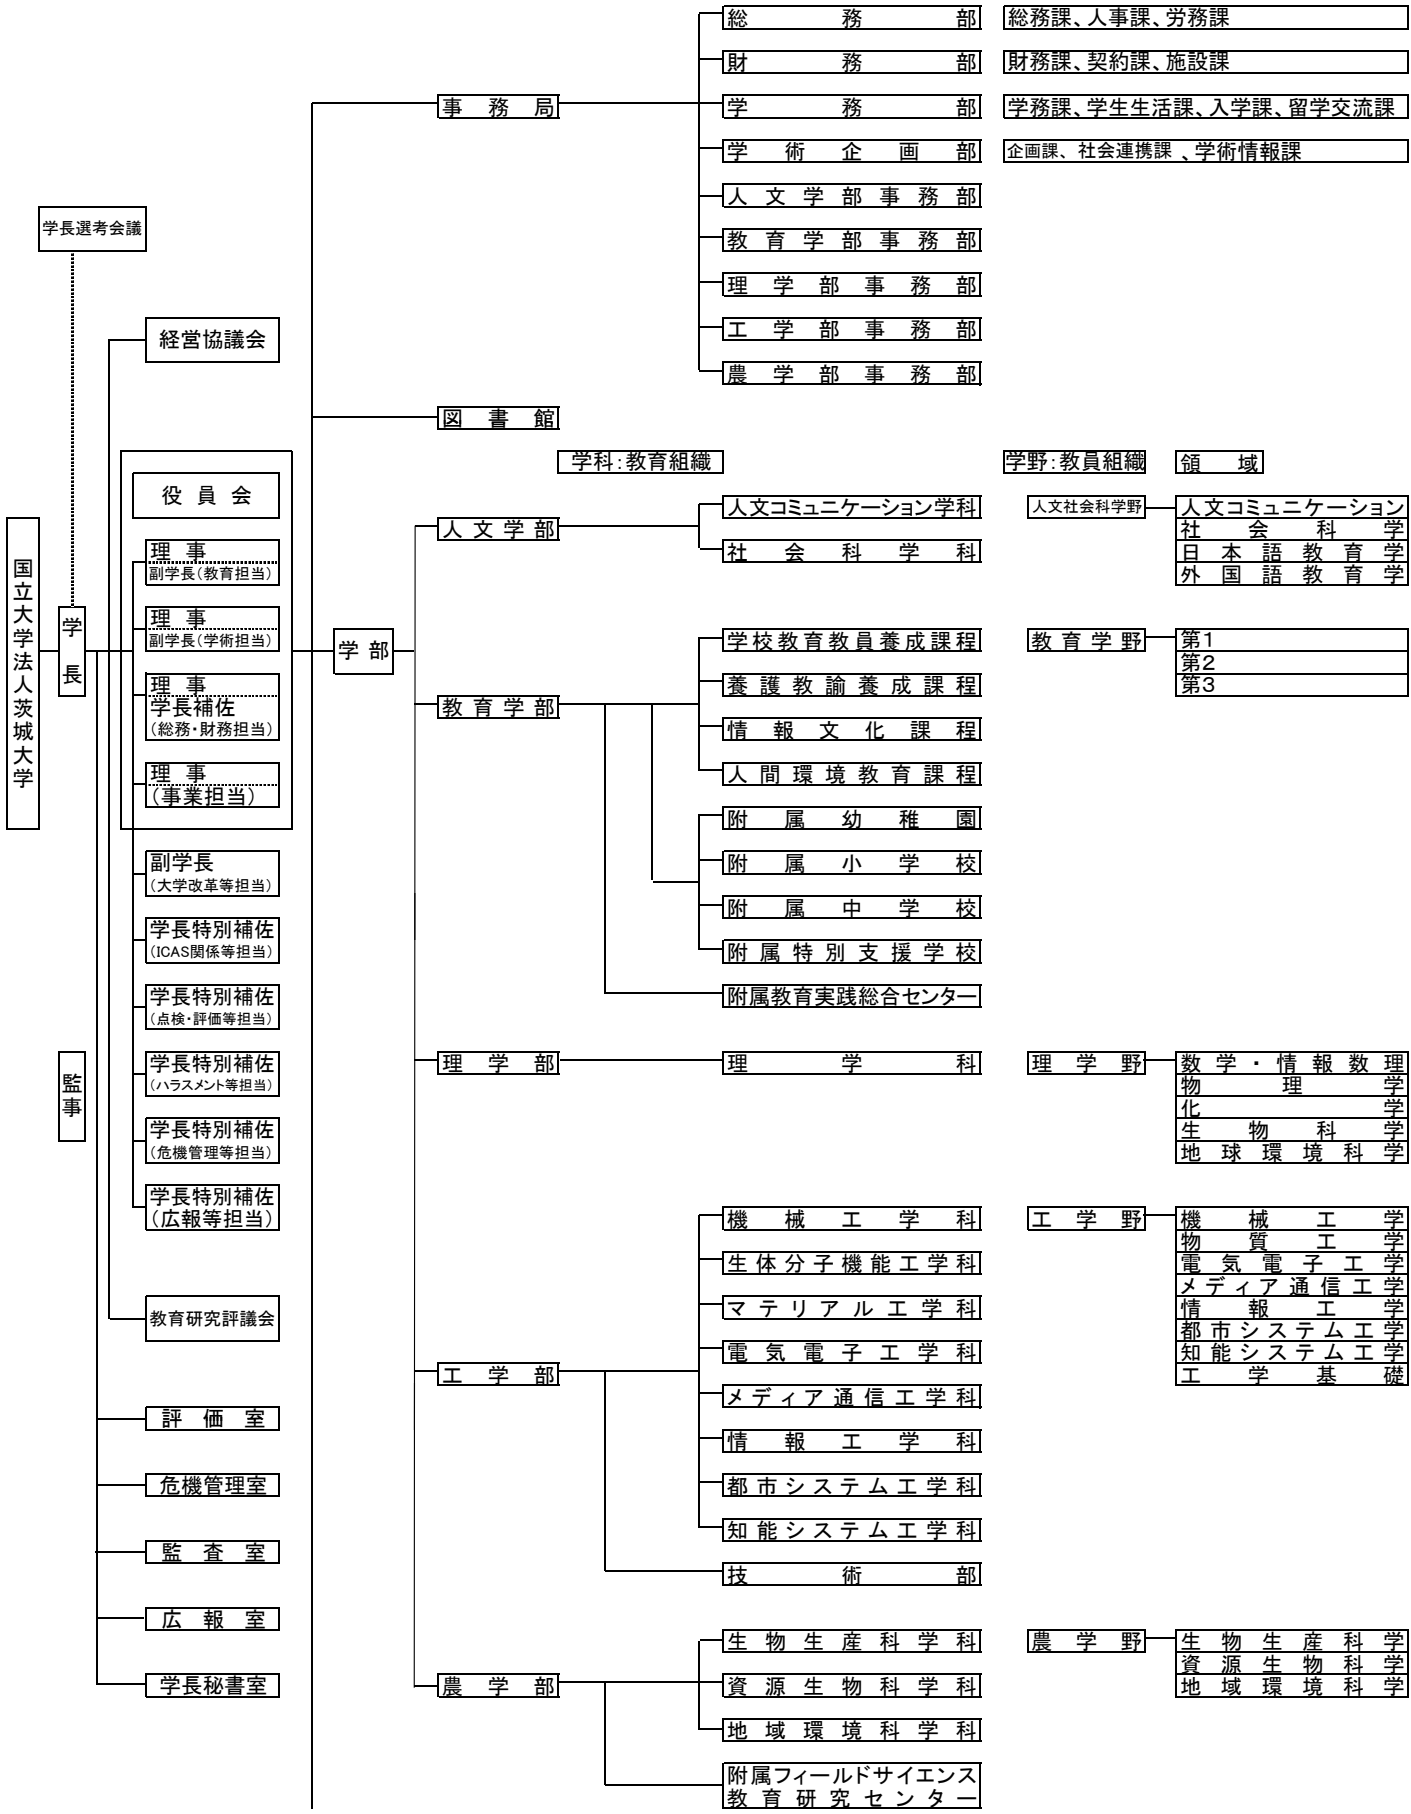 総務部
総務課、人事課、労務課
財務部
財務課、契約課、施設課
事務局
学務部
学務課、学生生活課、入学課、留学交流課
学術企画部
企画課、社会連携課、学術情報課
人文学部事務部
学長選考会議
教育学部事務部
理学部事務部
工学部事務部
経営協議会
農学部事務部
図書館
学科：教育組織
学野：教員組織
領域
役員会
理事
副学長（教育担当）
理事
副学長（学術担当）
理事
学長補佐
（総務・財務担当）
理事
（事業担当）
国立大学法人茨城大学
学長
学部
人文学部
人文コミュニケーション学科
社会科学科
人文社会科学野
人文コミュニケーション
社会科学
日本語教育学
外国語教育学
教育学部
学校教育教員養成課程
養護教諭養成課程
情報文化課程
人間環境教育課程
教育学野
第1
第2
第3
附属幼稚園
附属小学校
附属中学校
附属特別支援学校
附属教育実践総合センター
副学長
（大学改革等担当）
学長特別補佐
（ICAS関係等担当）
学長特別補佐
（点検・評価等担当）
学長特別補佐
（ハラスメント等担当）
学長特別補佐
（危機管理等担当）
学長特別補佐
（広報等担当）
監事
理学部
理学科
理学野
数学・情報数理
物理学
化学
生物科学
地球環境科学
教育研究評議会
評価室
危機管理室
監査室
広報室
学長秘書室
工学部
機械工学科
生体分子機能工学科
マテリアル工学科
電気電子工学科
メディア通信工学科
情報工学科
都市システム工学科
知能システム工学科
技術部
工学野
機械工学
物質工学
電気電子工学
メディア通信工学
情報工学
都市システム工学
知能システム工学
工学基礎
農学部
生物生産科学科
資源生物科学科
地域環境科学科
附属フィールドサイエンス
教育研究センター
農学野
生物生産科学
資源生物科学
地域環境科学